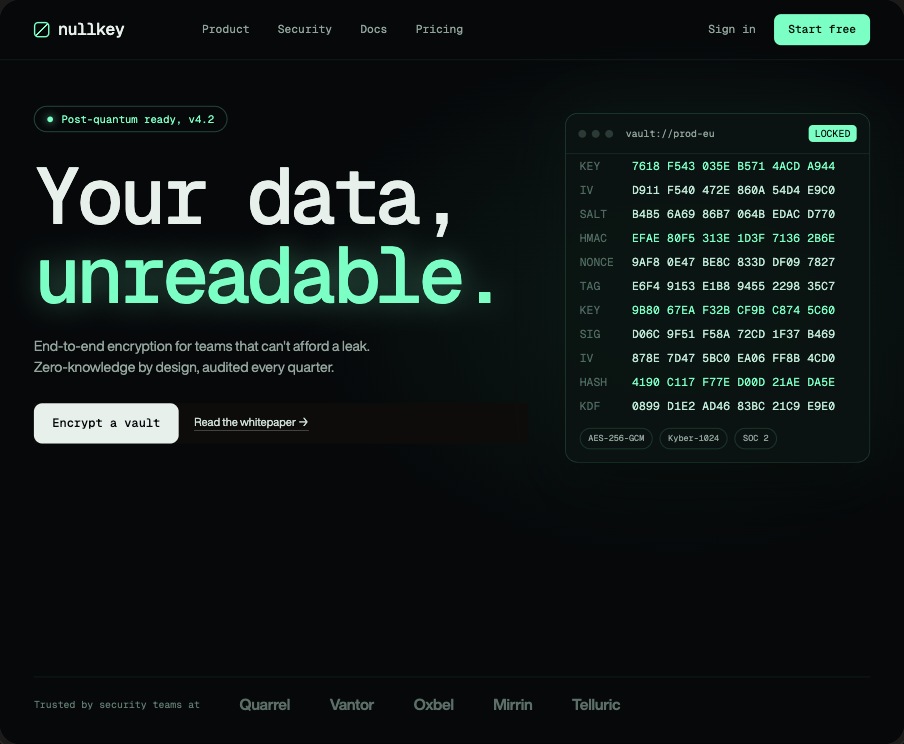 nullkey
Product Security Docs Pricing
Sign in
Start free
Post-quantum ready, v4.2
Your data,
unreadable.
End-to-end encryption for teams that can't afford a leak.
Zero-knowledge by design, audited every quarter.
Encrypt a vault
Read the whitepaper →
vault://prod-eu
LOCKED
KEY 7618 F543 035E B571 4ACD A944
IV D911 F540 472E 860A 54D4 E9C0
SALT B4B5 6A69 86B7 064B EDAC D770
HMAC EFAE 80F5 313E 1D3F 7136 2B6E
NONCE 9AF8 0E47 BE8C 833D DF09 7827
TAG E6F4 9153 E1B8 9455 2298 35C7
KEY 9B80 67EA F32B CF9B C874 5C60
SIG D06C 9F51 F58A 72CD 1F37 B469
IV 878E 7D47 5BC0 EA06 FF8B 4CD0
HASH 4190 C117 F77E D00D 21AE DA5E
KDF 0899 D1E2 AD46 83BC 21C9 E9E0
AES-256-GCM Kyber-1024 SOC 2
Trusted by security teams at Quarrel Vantor Oxbel Mirrin Telluric